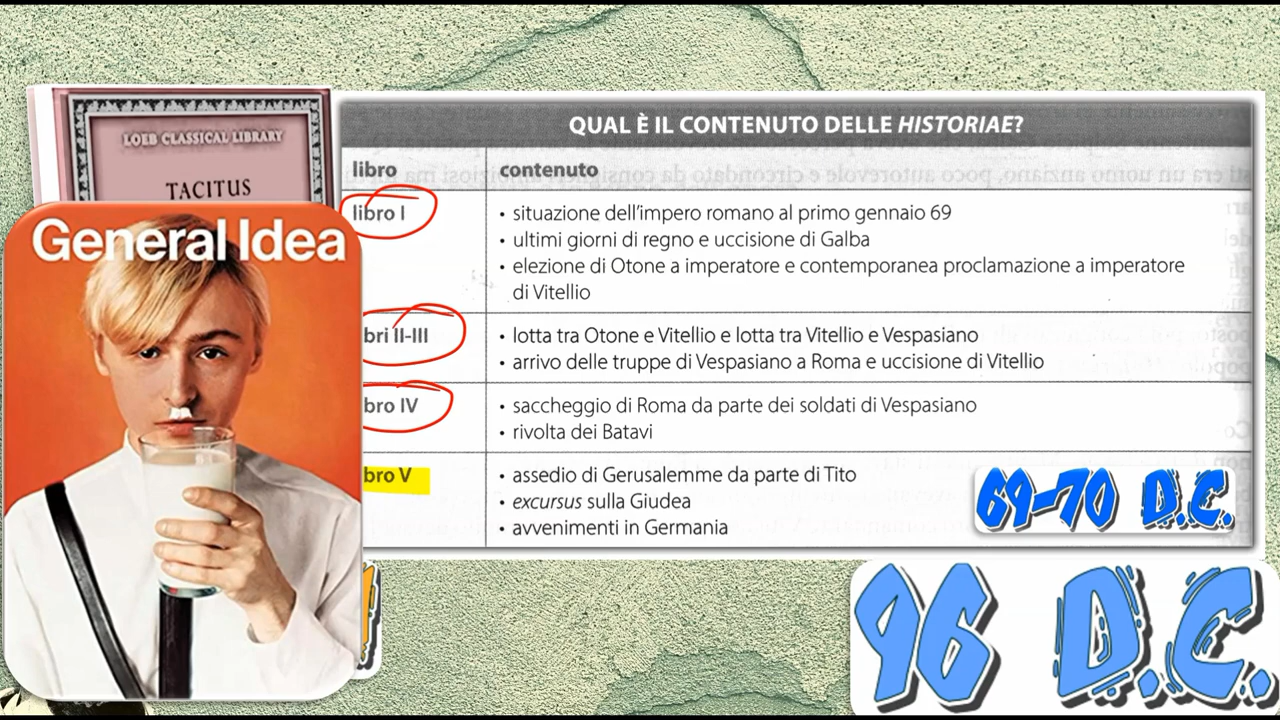 LOEB CLASSICAL LIBRARY
TACITUS
General Idea
QUAL È IL CONTENUTO DELLE HISTORIAE?
libro contenuto
libro I
• situazione dell'impero romano al primo gennaio 69
• ultimi giorni di regno e uccisione di Galba
• elezione di Otone a imperatore e contemporanea proclamazione a imperatore
di Vitellio
bri II-III
• lotta tra Otone e Vitellio e lotta tra Vitellio e Vespasiano
• arrivo delle truppe di Vespasiano a Roma e uccisione di Vitellio
bro IV
• saccheggio di Roma da parte dei soldati di Vespasiano
• rivolta dei Batavi
bro V
• assedio di Gerusalemme da parte di Tito
• excursus sulla Giudea
• avvenimenti in Germania
69-70 D.C.
96 D.C.